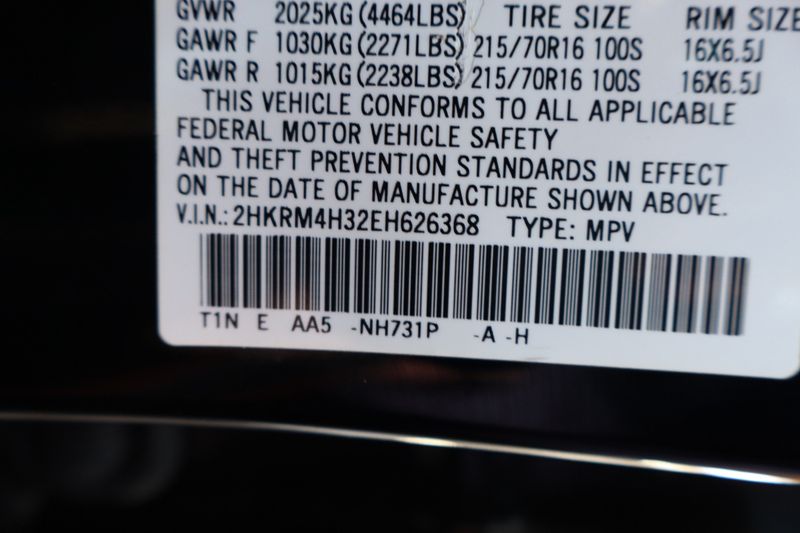 GVWR 2025KG (4464LBS) TIRE SIZE RIM SIZE
GAWR F 1030KG (2271LBS) 215/70R16 100S 16X6.5J
GAWR R 1015KG (2238LBS) 215/70R16 100S 16X6.5J
THIS VEHICLE CONFORMS TO ALL APPLICABLE
FEDERAL MOTOR VEHICLE SAFETY
AND THEFT PREVENTION STANDARDS IN EFFECT
ON THE DATE OF MANUFACTURE SHOWN ABOVE.
V.I.N.: 2HKRM4H32EH626368 TYPE: MPV
T1N E AA5 -NH731P -A -H